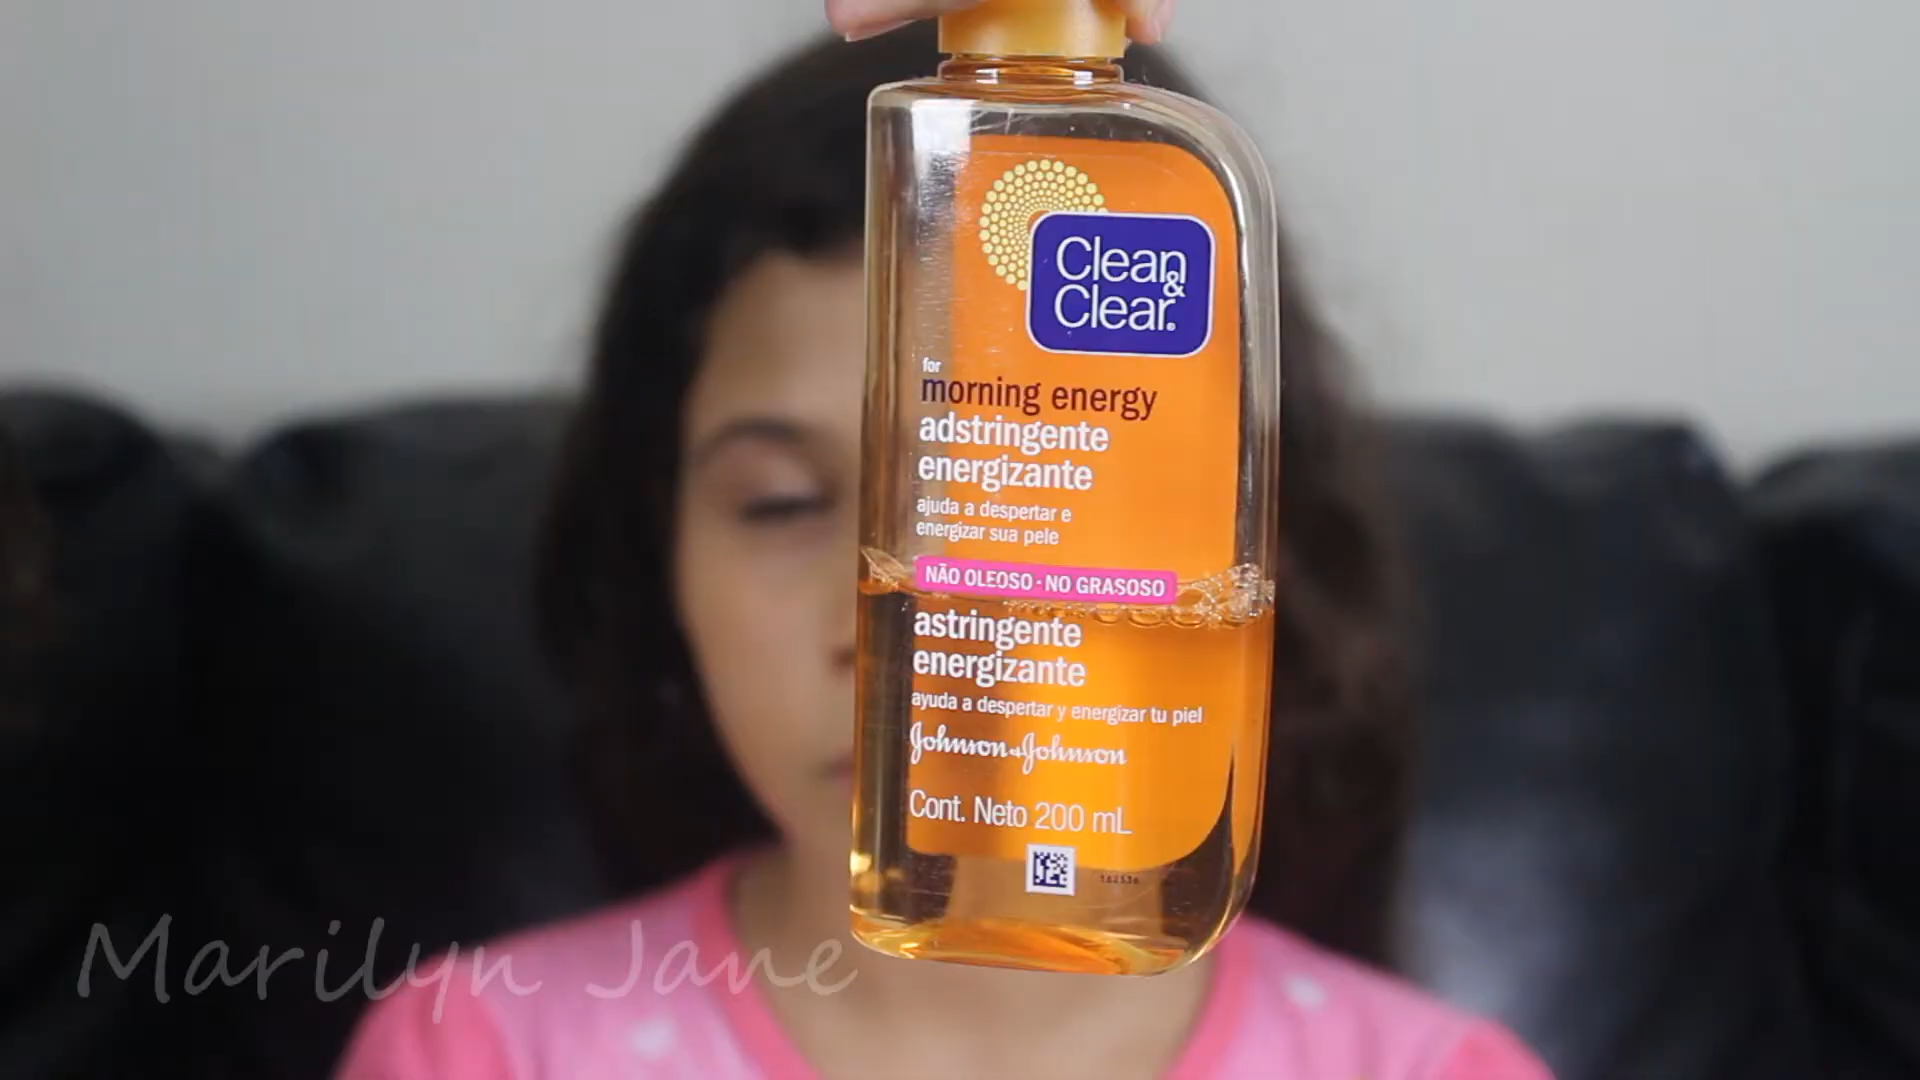 Clean
&
Clear®
for
morning energy
adstringente
energizante
ajuda a despertar e
energizar sua pele
NÃO OLEOSO · NO GRASOSO
astringente
energizante
ayuda a despertar y energizar tu piel
Johnson & Johnson
Cont. Neto 200 mL
162536
Marilyn Jane